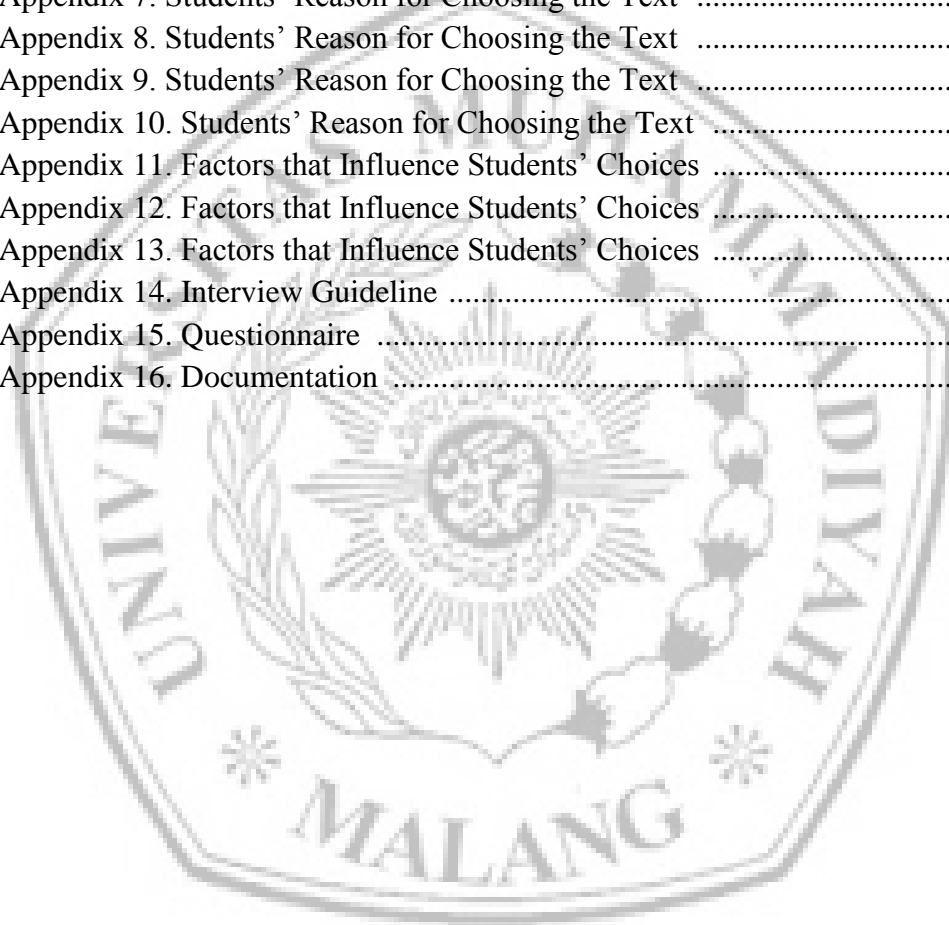 Appendix 7. Students’ Reason for Choosing the Text ........................................
Appendix 8. Students’ Reason for Choosing the Text ........................................
Appendix 9. Students’ Reason for Choosing the Text ........................................
Appendix 10. Students’ Reason for Choosing the Text ......................................
Appendix 11. Factors that Influence Students’ Choices ......................................
Appendix 12. Factors that Influence Students’ Choices ......................................
Appendix 13. Factors that Influence Students’ Choices ......................................
Appendix 14. Interview Guideline ................................................................
Appendix 15. Questionnaire ........................................................................
Appendix 16. Documentation ......................................................................
UNIVERSITAS MUHAMMADIYAH
MALANG